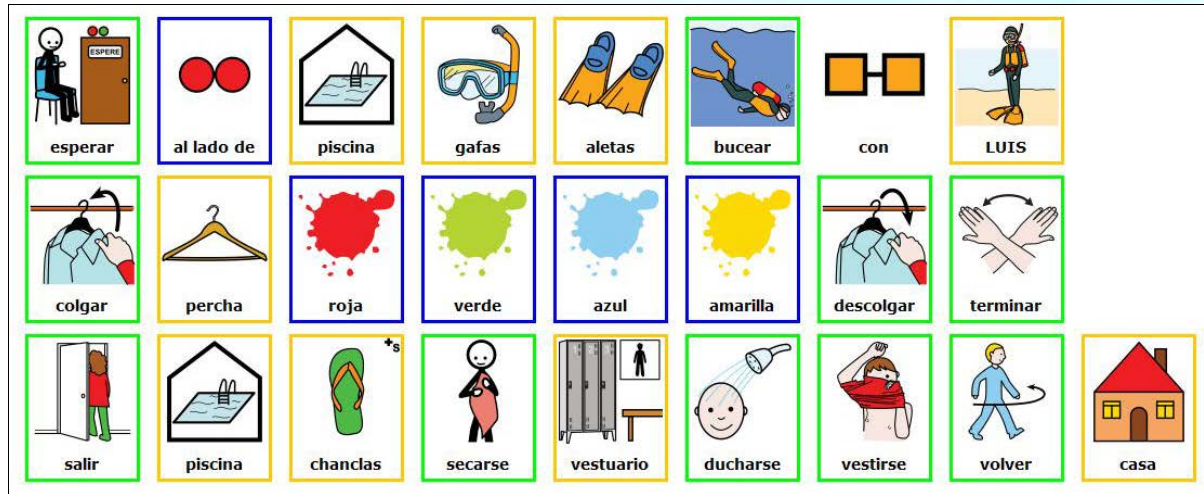 ESPERE
esperar al lado de piscina gafas aletas bucear con LUIS
colgar percha roja verde azul amarilla descolgar terminar
+s
salir piscina chanclas secarse vestuario ducharse vestirse volver casa